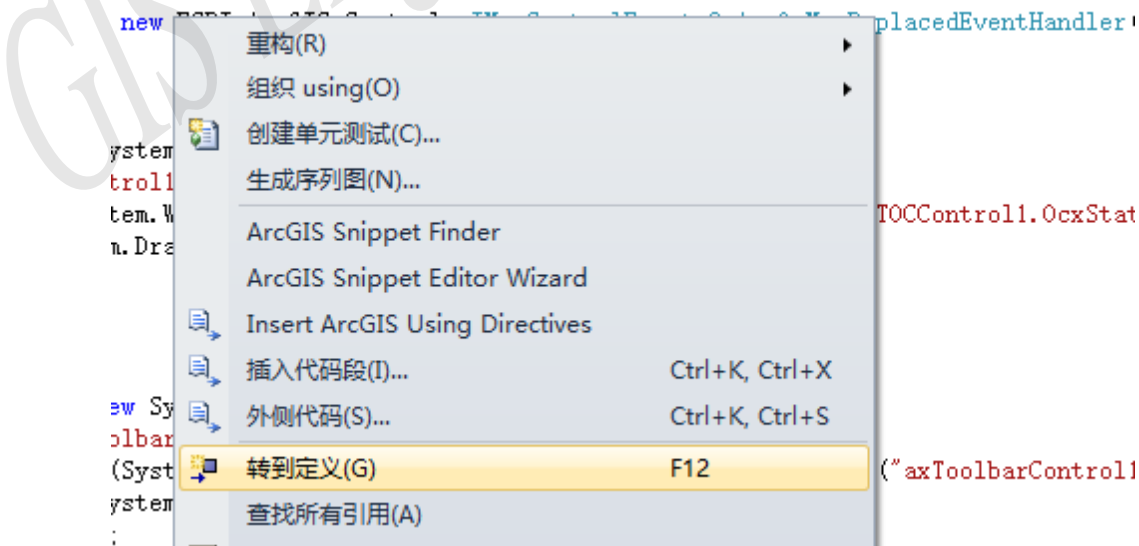 new placedEventHandler
重构(R)
组织 using(O)
创建单元测试(C)...
ystem
生成序列图(N)...
trol1
tem.W TOCControl1.OcxStat
ArcGIS Snippet Finder
m.Dra
ArcGIS Snippet Editor Wizard
Insert ArcGIS Using Directives
插入代码段(I)... Ctrl+K, Ctrl+X
ew Sy
外侧代码(S)... Ctrl+K, Ctrl+S
olbar
(Syst 转到定义(G) F12 ("axToolbarControl1
ystem
查找所有引用(A)
;
GIS